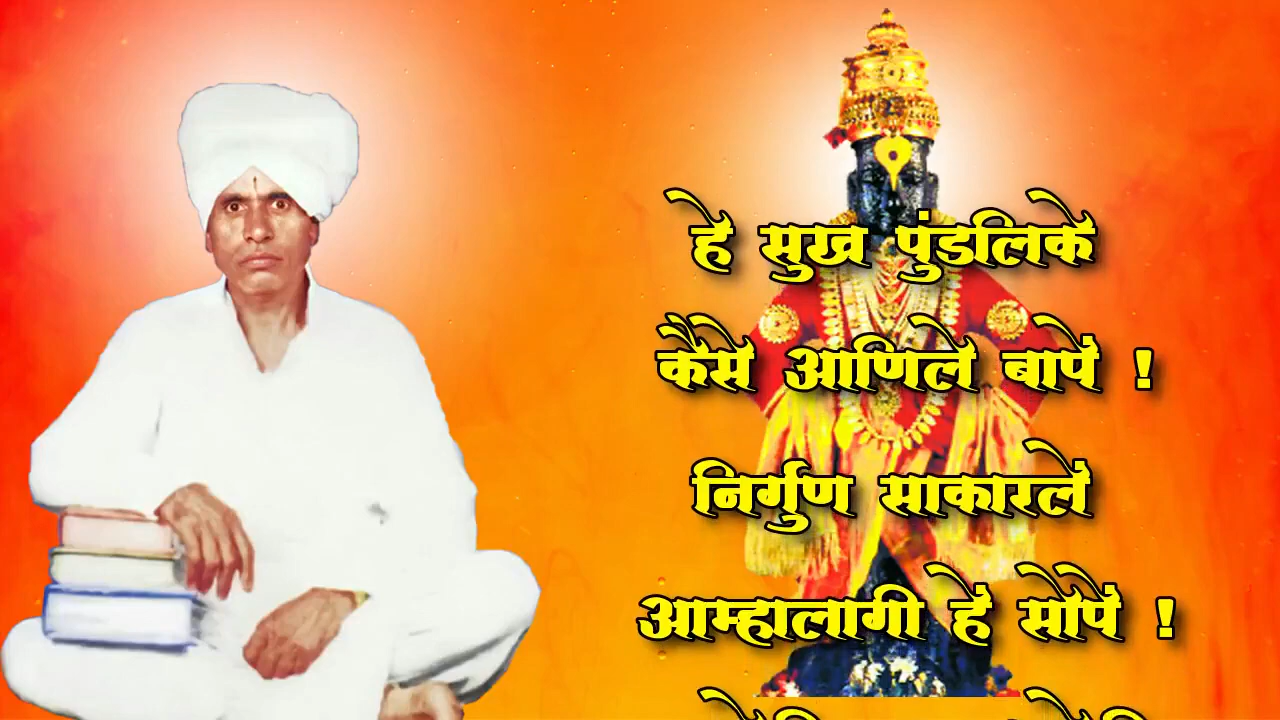 हे सुख पुंडलिके
कैसे आणिले बापें !
निर्गुण साकारलें
आम्हालागी हें सोपें !